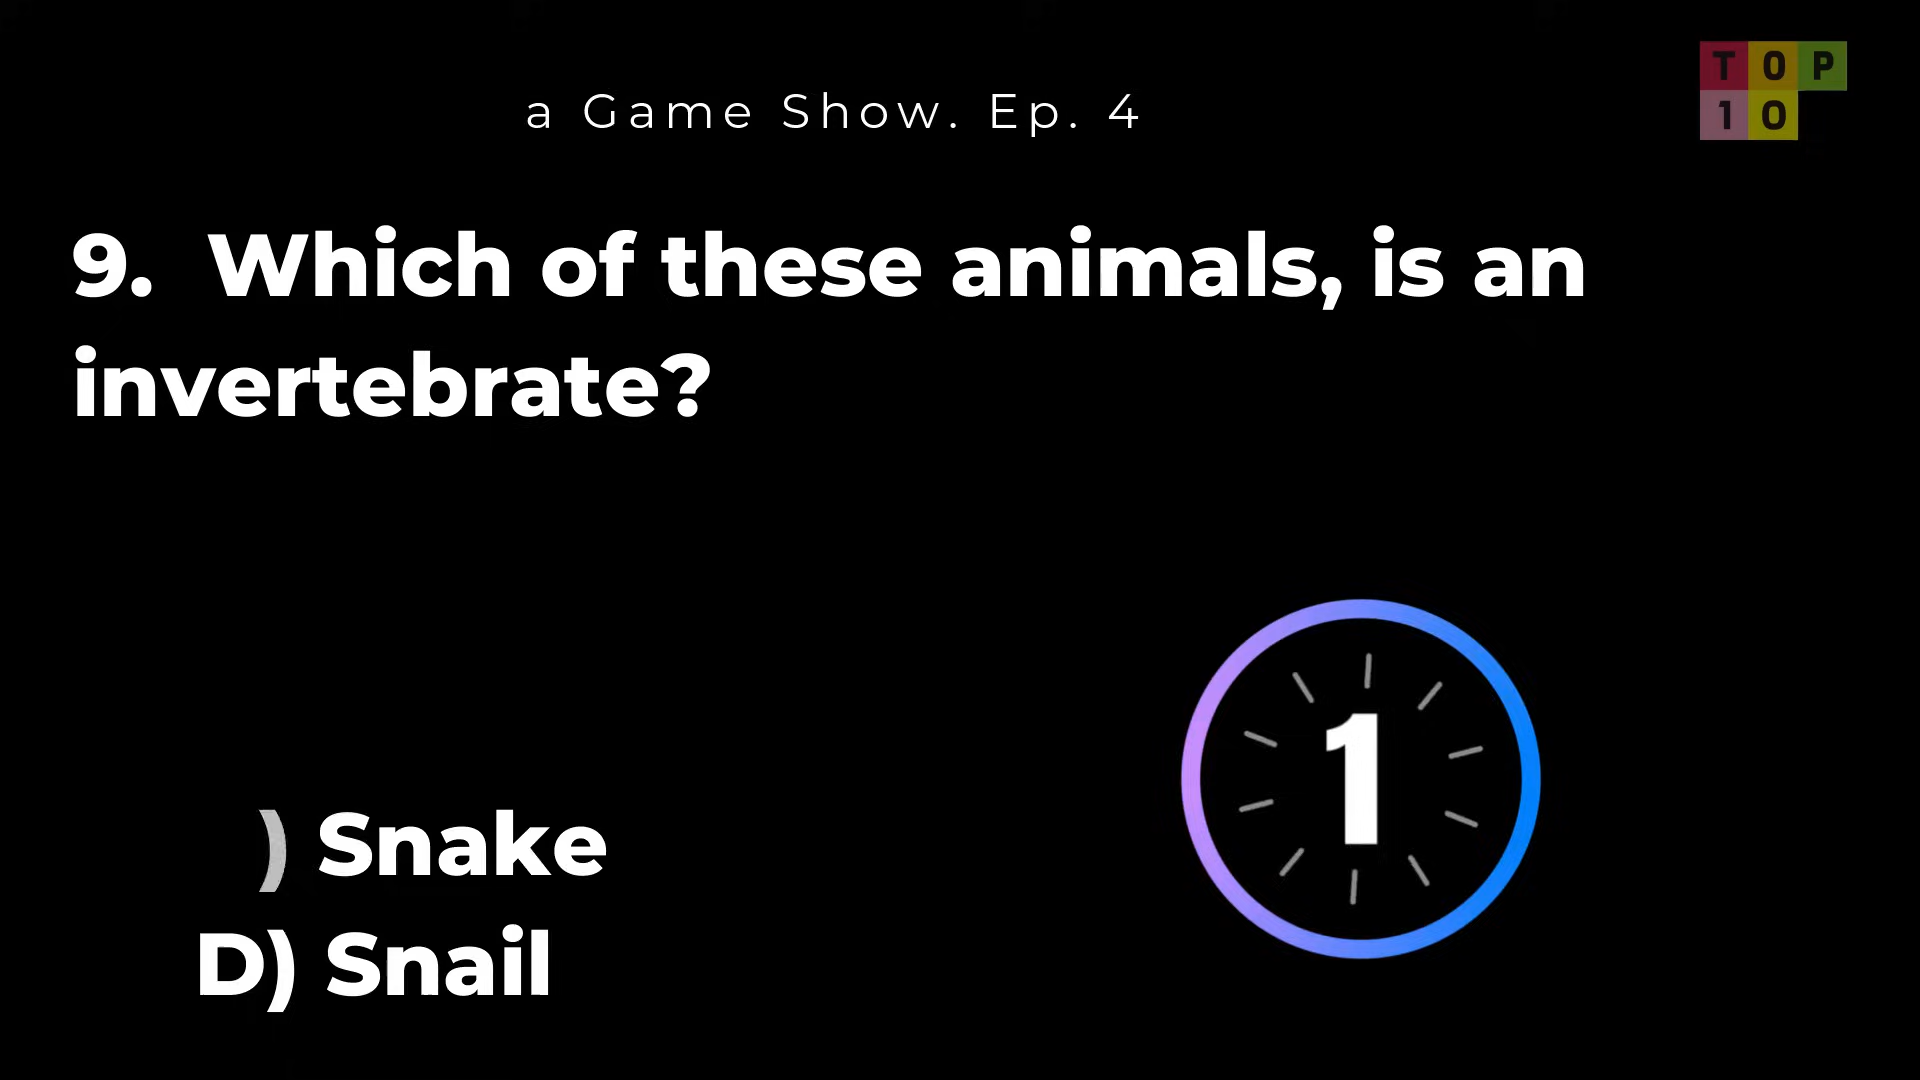 TOP
10
a Game Show. Ep. 4
9. Which of these animals, is an
invertebrate?
1
) Snake
D) Snail